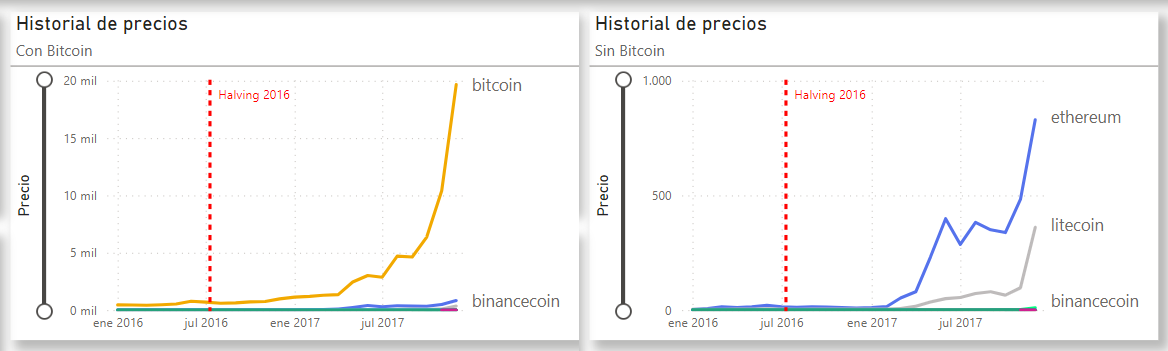 Historial de precios
Con Bitcoin
20 mil
15 mil
10 mil
5 mil
0 mil
Precio
Halving 2016
bitcoin
binancecoin
ene 2016
jul 2016
ene 2017
jul 2017
Historial de precios
Sin Bitcoin
1.000
500
0
Precio
Halving 2016
ethereum
litecoin
binancecoin
ene 2016
jul 2016
ene 2017
jul 2017